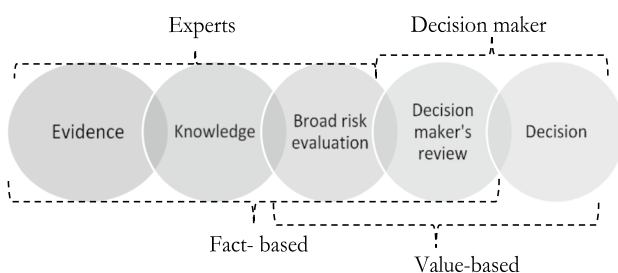 Experts
Decision maker
Evidence
Knowledge
Broad risk
evaluation
Decision
maker's
review
Decision
Fact- based
Value-based